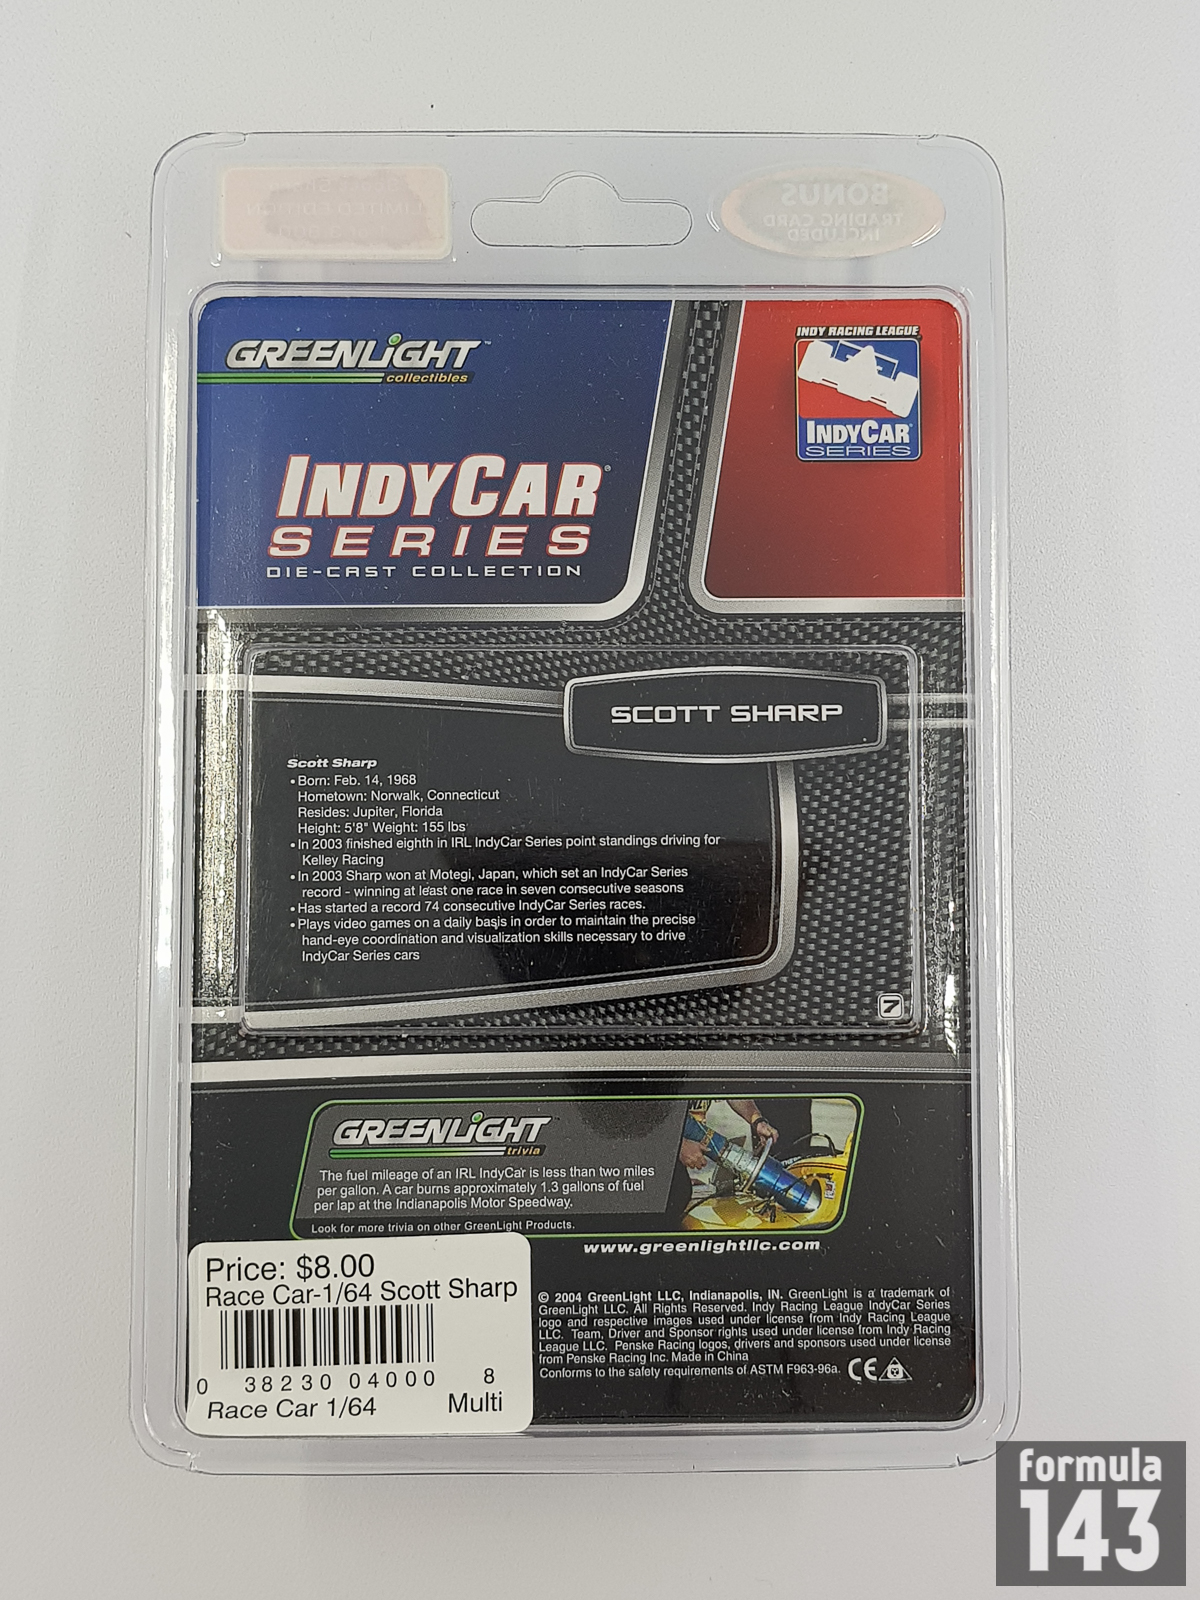 BONUS
TRADING CARD
INCLUDED
LIMITED EDITION
GREENLiGHT™
collectibles
INDY RACING LEAGUE
INDYCAR
SERIES
INDYCAR®
SERIES
DIE-CAST COLLECTION
SCOTT SHARP
Scott Sharp
• Born: Feb. 14, 1968
Hometown: Norwalk, Connecticut
Resides: Jupiter, Florida
Height: 5'8" Weight: 155 lbs
• In 2003 finished eighth in IRL IndyCar Series point standings driving for
Kelley Racing
• In 2003 Sharp won at Motegi, Japan, which set an IndyCar Series
record - winning at least one race in seven consecutive seasons
• Has started a record 74 consecutive IndyCar Series races.
• Plays video games on a daily basis in order to maintain the precise
hand-eye coordination and visualization skills necessary to drive
IndyCar Series cars
7
GREENLiGHT™
trivia
The fuel mileage of an IRL IndyCar is less than two miles
per gallon. A car burns approximately 1.3 gallons of fuel
per lap at the Indianapolis Motor Speedway.
Look for more trivia on other GreenLight Products.
www.greenlightllc.com
Price: $8.00
Race Car-1/64 Scott Sharp
0 38230 04000 8
Race Car 1/64 Multi
© 2004 GreenLight LLC, Indianapolis, IN. GreenLight is a trademark of
GreenLight LLC. All Rights Reserved. Indy Racing League IndyCar Series
logo and respective images used under license from Indy Racing League
LLC. Team, Driver and Sponsor rights used under license from Indy Racing
League LLC. Penske Racing logos, drivers and sponsors used under license
from Penske Racing Inc. Made in China
Conforms to the safety requirements of ASTM F963-96a. CE
formula
143